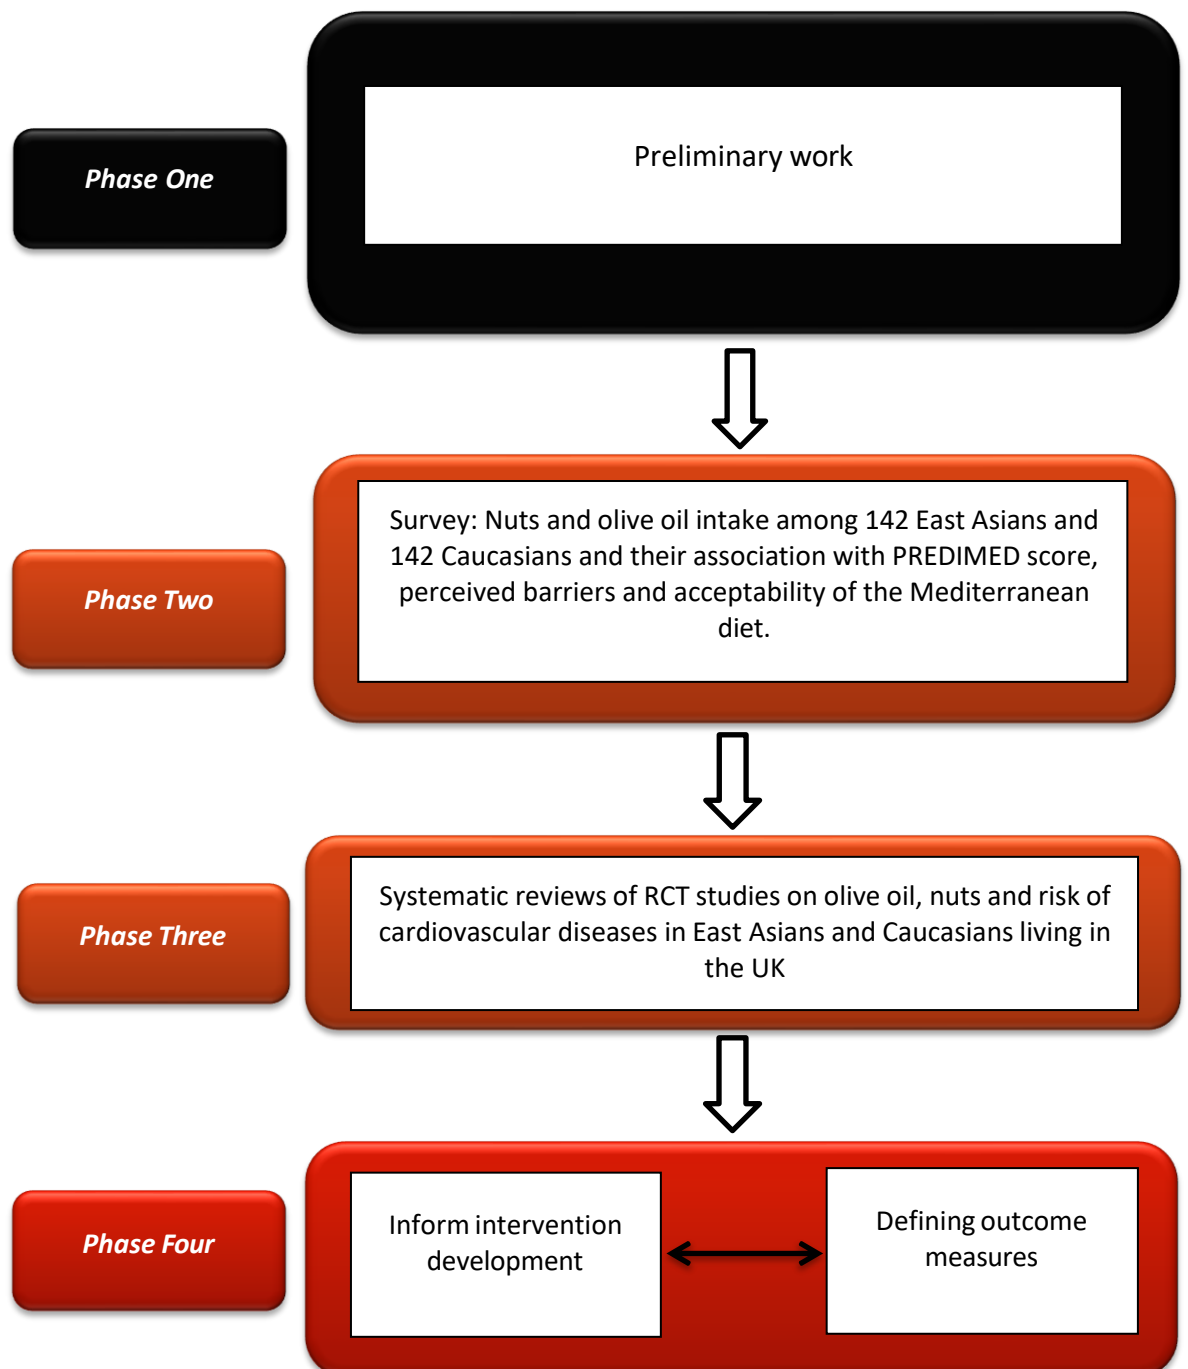 Phase One
Preliminary work
Phase Two
Survey: Nuts and olive oil intake among 142 East Asians and
142 Caucasians and their association with PREDIMED score,
perceived barriers and acceptability of the Mediterranean
diet.
Phase Three
Systematic reviews of RCT studies on olive oil, nuts and risk of
cardiovascular diseases in East Asians and Caucasians living in
the UK
Phase Four
Inform intervention
development
Defining outcome
measures